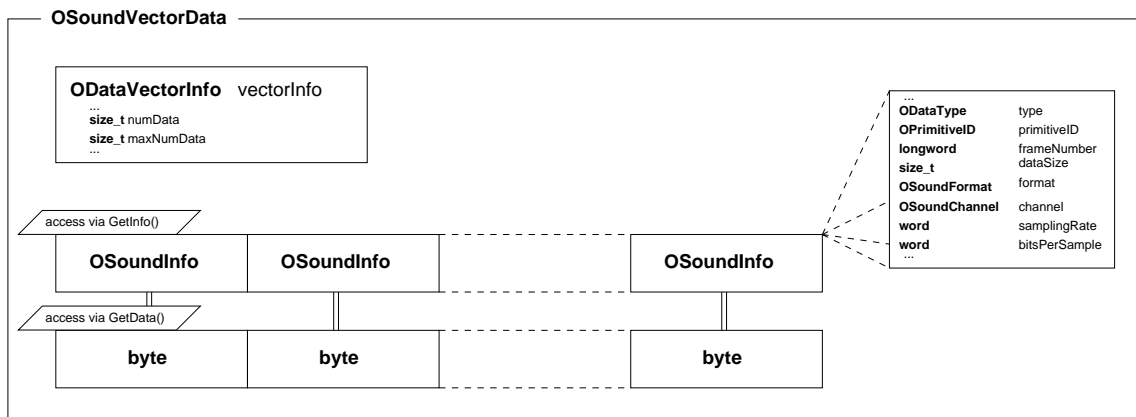 OSoundVectorData
ODataVectorInfo vectorInfo
...
size_t numData
size_t maxNumData
...
...
ODataType type
OPrimitiveID primitiveID
longword frameNumber
size_t dataSize
OSoundFormat format
OSoundChannel channel
word samplingRate
word bitsPerSample
...
access via GetInfo()
OSoundInfo OSoundInfo OSoundInfo
access via GetData()
byte byte byte